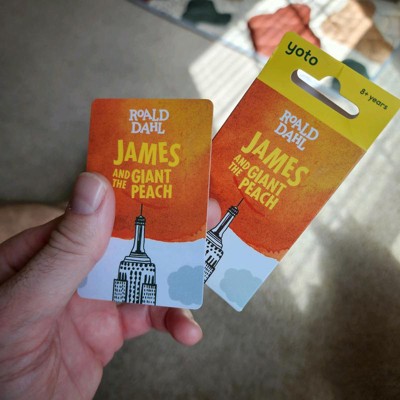 ROALD
DAHL
JAMES
AND GIANT
THE PEACH
yoto
8+ years
ROALD
DAHL
JAMES
AND GIANT
THE PEACH